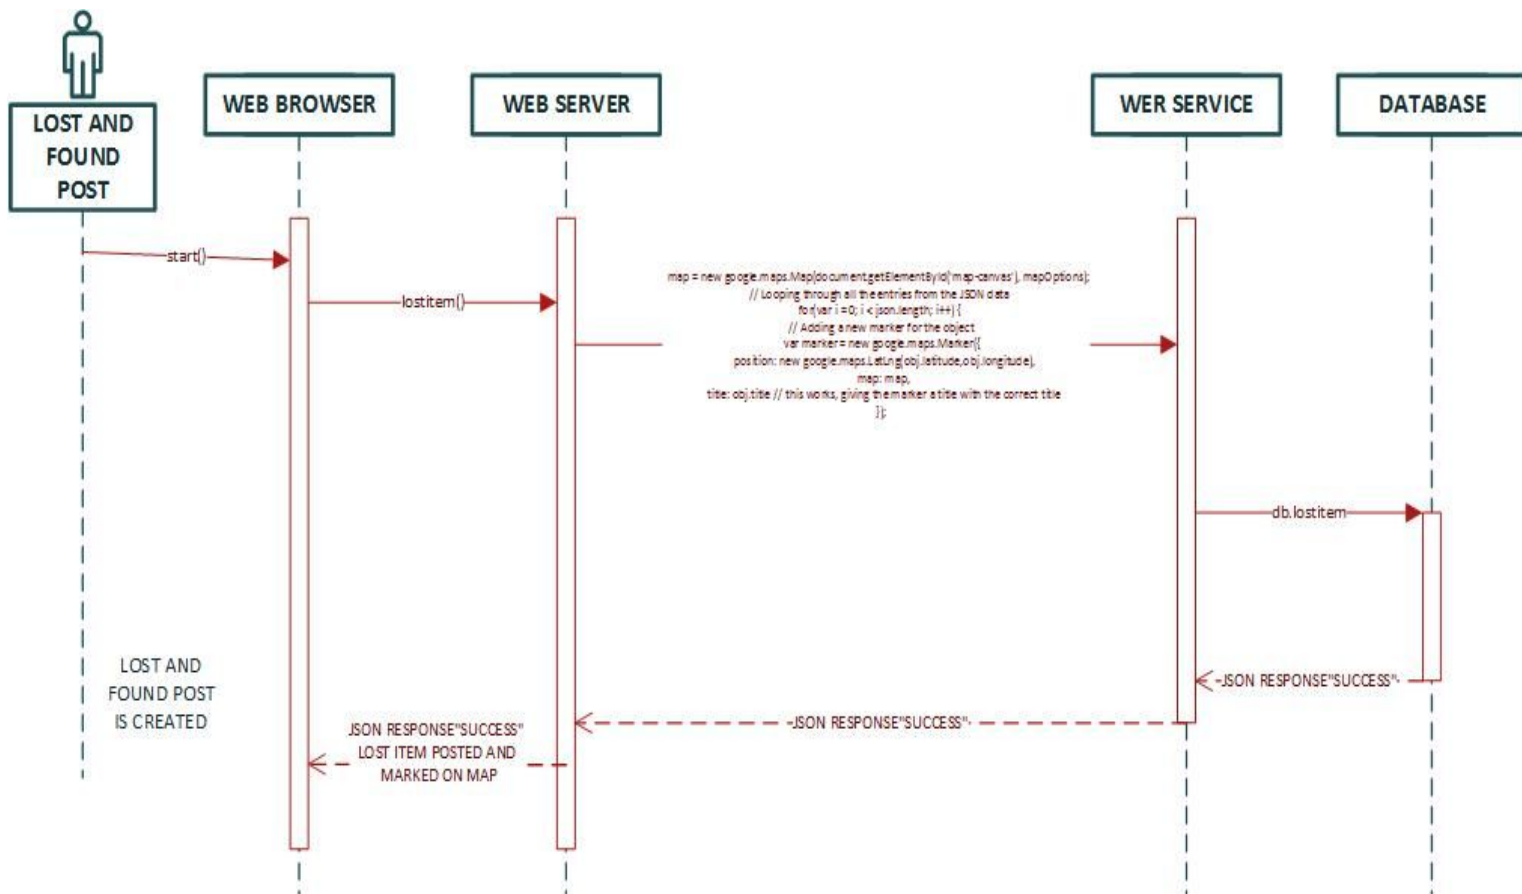 LOST AND
FOUND
POST
WEB BROWSER
WEB SERVER
WER SERVICE
DATABASE
start()
lostitem()
map = new google.maps.Map(document.getElementById('map-canvas'), mapOptions);
// Looping through all the entries from the JSON data
for(var i = 0; i < json.length; i++) {
// Adding a new marker for the object
var marker = new google.maps.Marker({
position: new google.maps.LatLng(obj.latitude,obj.longitude),
map: map,
title: obj.title // this works, giving the marker a title with the correct title
});
db.lostitem
JSON RESPONSE"SUCCESS"
JSON RESPONSE"SUCCESS"
JSON RESPONSE"SUCCESS"
LOST ITEM POSTED AND
MARKED ON MAP
LOST AND
FOUND POST
IS CREATED